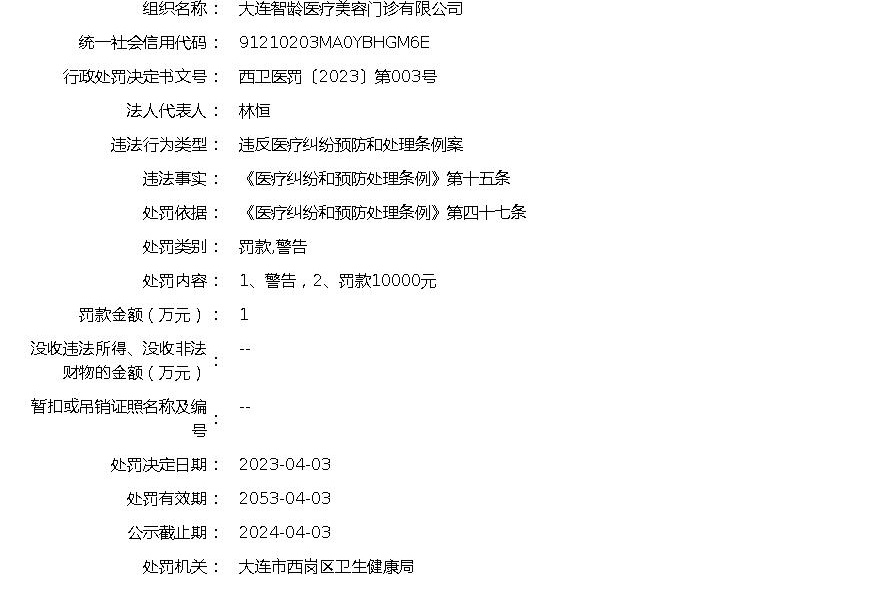 组织名称： 大连智龄医疗美容门诊有限公司
统一社会信用代码： 91210203MA0YBHGM6E
行政处罚决定书文号： 西卫医罚〔2023〕第003号
法人代表人： 林恒
违法行为类型： 违反医疗纠纷预防和处理条例案
违法事实： 《医疗纠纷和预防处理条例》第十五条
处罚依据： 《医疗纠纷和预防处理条例》第四十七条
处罚类别： 罚款,警告
处罚内容： 1、警告，2、罚款10000元
罚款金额（万元）： 1
没收违法所得、没收非法
财物的金额（万元）： --
暂扣或吊销证照名称及编
号： --
处罚决定日期： 2023-04-03
处罚有效期： 2053-04-03
公示截止期： 2024-04-03
处罚机关： 大连市西岗区卫生健康局